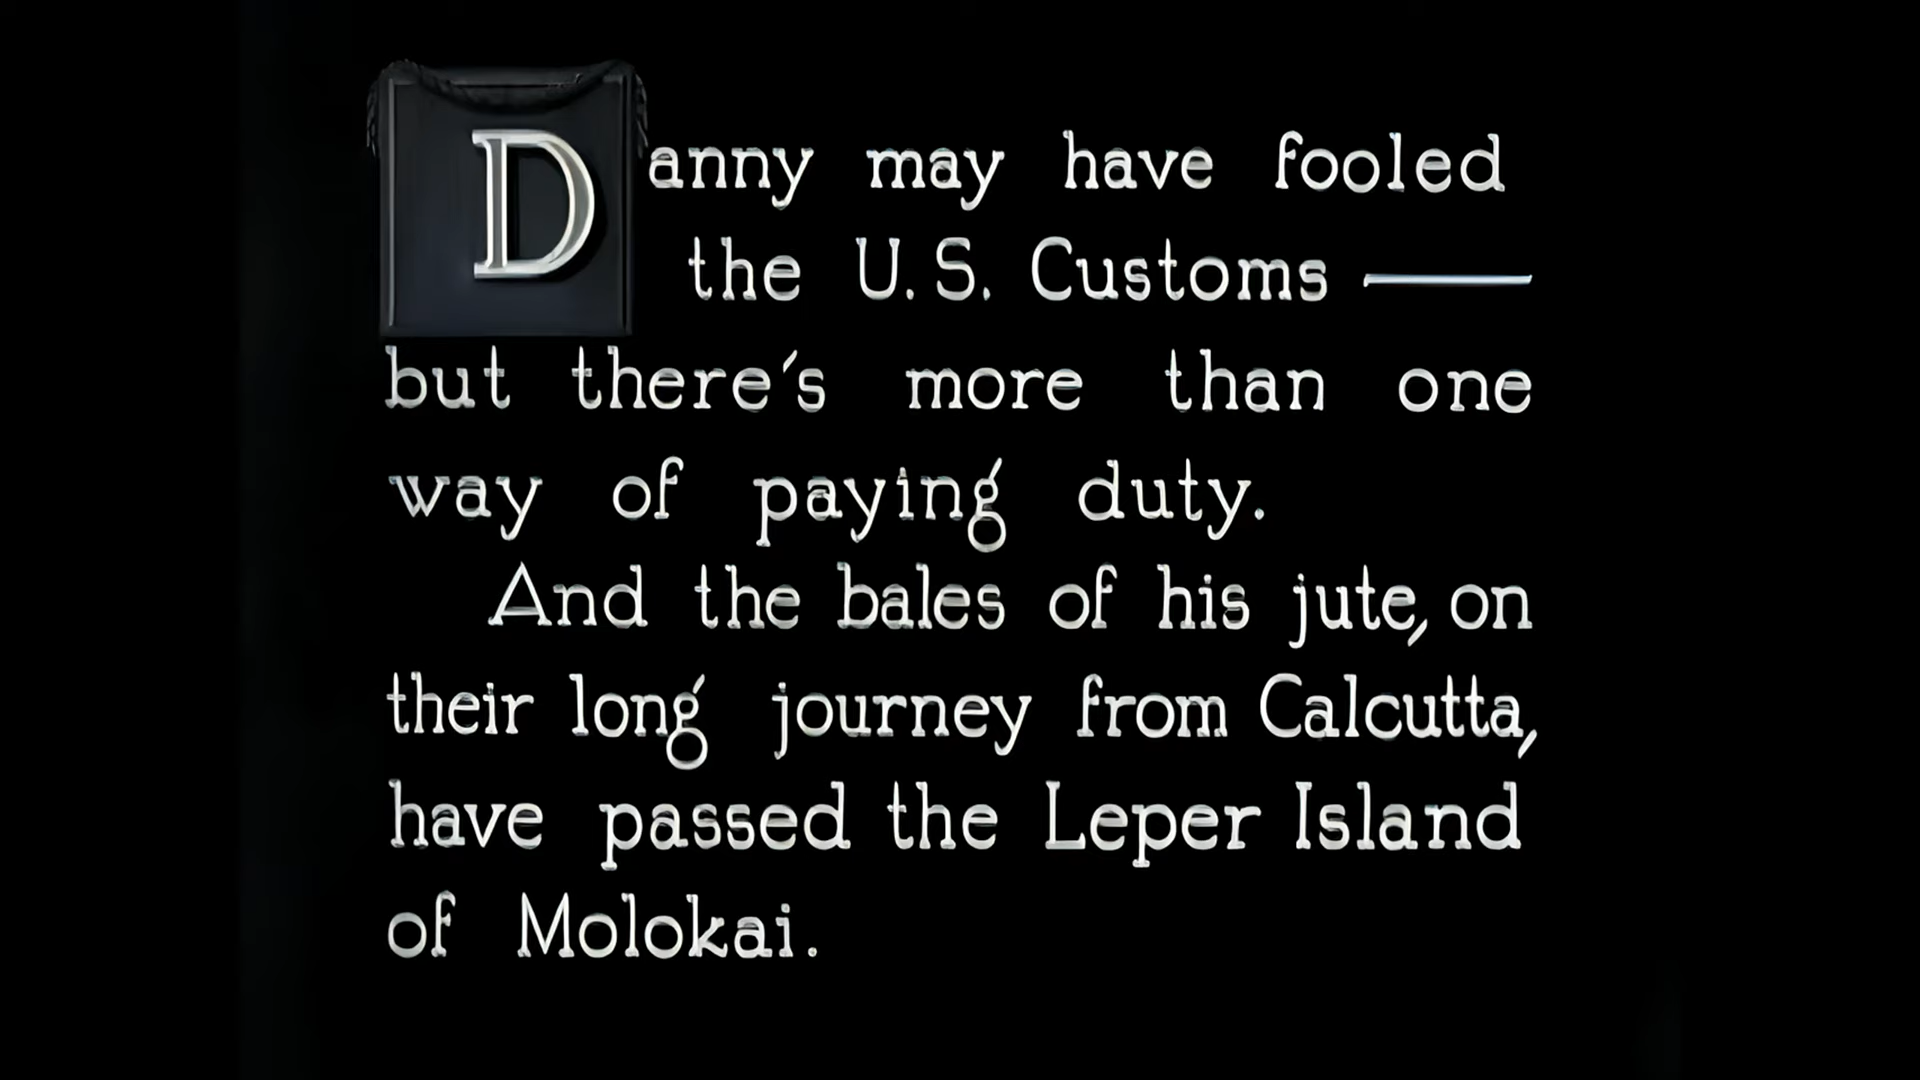 Danny may have fooled
the U.S. Customs —
but there's more than one
way of paying duty.
And the bales of his jute, on
their long journey from Calcutta,
have passed the Leper Island
of Molokai.